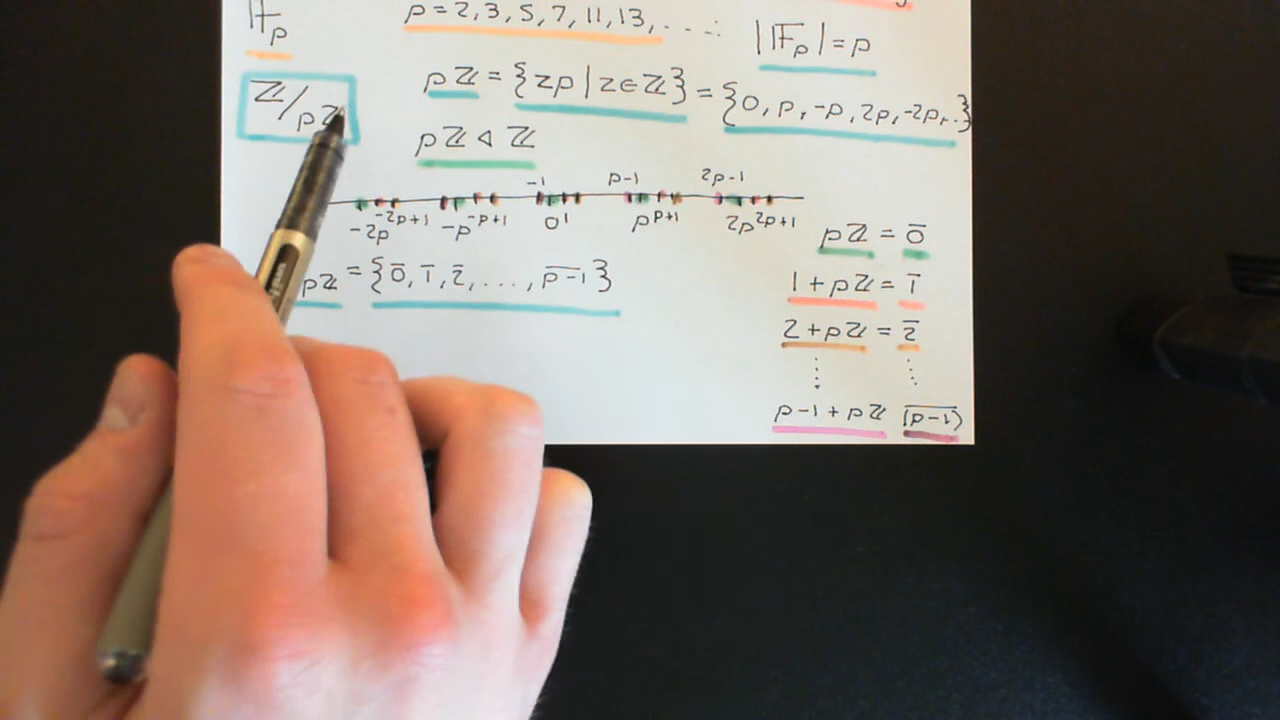 𝔽ₚ
p = 2, 3, 5, 7, 11, 13, . . . .
|𝔽ₚ| = p
ℤ/pℤ
pℤ = {zp | z ∈ ℤ} = {0, p, -p, 2p, -2p, ..}
pℤ ◁ ℤ
-1 p-1 2p-1
-2p -2p+1 -p -p+1 0 1 p p+1 2p 2p+1
pℤ = 0̅
pℤ = {0̅, 1̅, 2̅, . . . , p̅-̅1̅}
1 + pℤ = 1̅
2 + pℤ = 2̅
p-1 + pℤ (p̅-̅1̅)